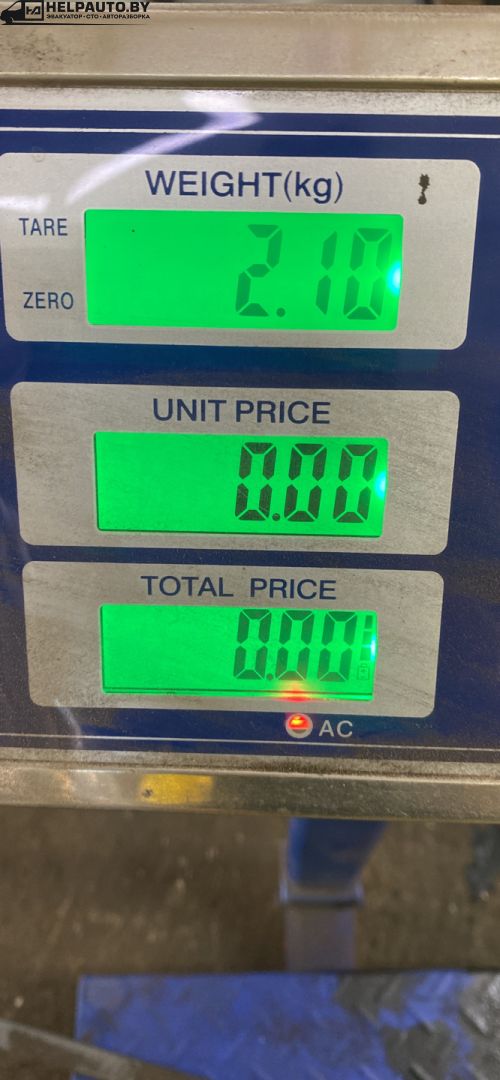 HELPAUTO.BY
ЭВАКУАТОР • СТО • АВТОРАЗБОРКА
WEIGHT(kg)
TARE
2.10
ZERO
UNIT PRICE
0.00
TOTAL PRICE
0.00
AC